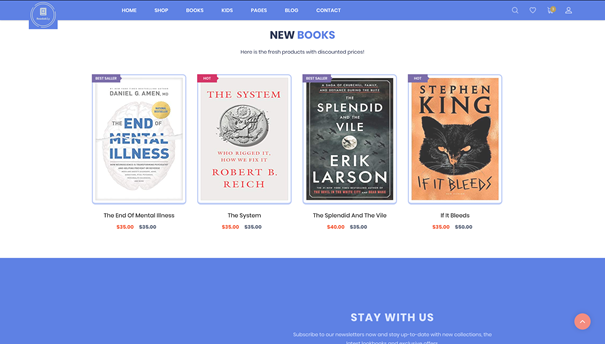 HOME SHOP BOOKS KIDS PAGES BLOG CONTACT
NEW BOOKS
Here is the fresh products with discounted prices!
BEST SELLER
DANIEL G. AMEN, MD
THE END OF
MENTAL
ILLNESS
HOT
THE SYSTEM
WHO RIGGED IT,
HOW WE FIX IT
ROBERT B.
REICH
BEST SELLER
A SAGA OF CHURCHILL, FAMILY,
AND DEFIANCE DURING THE BLITZ
THE
SPLENDID
AND THE
VILE
ERIK
LARSON
HOT
STEPHEN
KING
IF IT BLEEDS
The End Of Mental Illness
$35.00 $35.00
The System
$35.00 $35.00
The Splendid And The Vile
$40.00 $35.00
If It Bleeds
$35.00 $50.00
STAY WITH US
Subscribe to our newsletters now and stay up-to-date with new collections, the
latest lookbooks and exclusive offers.